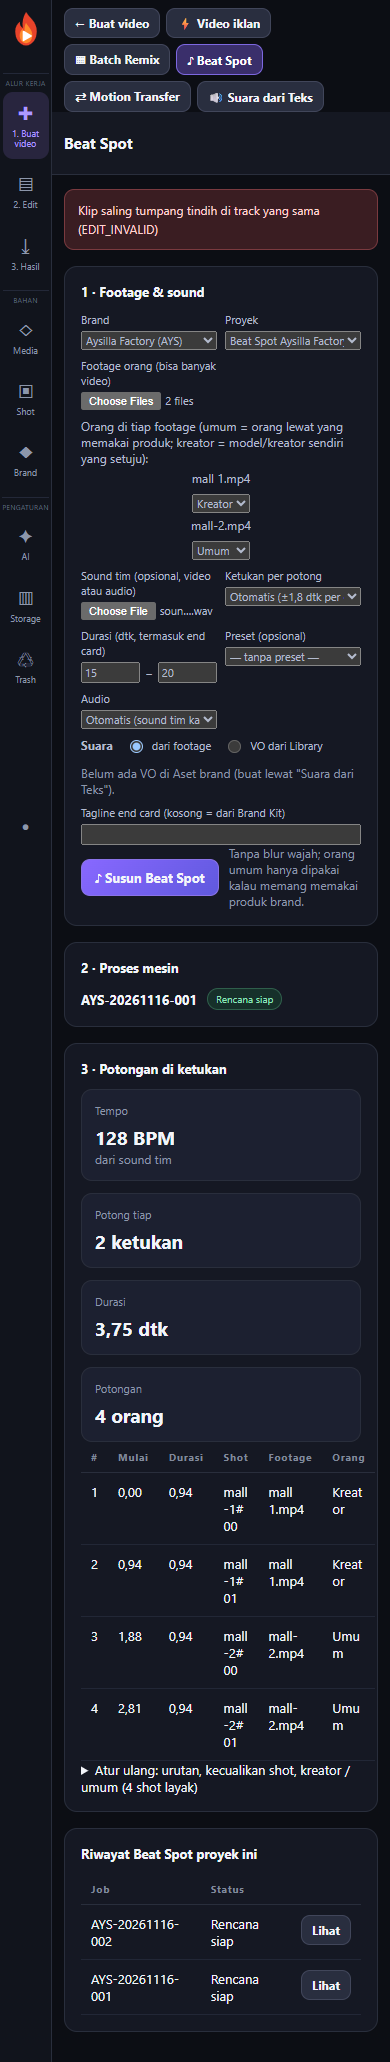 ← Buat video
Video iklan
Batch Remix
♪ Beat Spot
⇄ Motion Transfer
Suara dari Teks
ALUR KERJA
1. Buat
video
2. Edit
3. Hasil
BAHAN
Media
Shot
Brand
PENGATURAN
AI
Storage
Trash
Beat Spot
Klip saling tumpang tindih di track yang sama
(EDIT_INVALID)
1 · Footage & sound
Brand
Proyek
Aysilla Factory (AYS)
Beat Spot Aysilla Factory
Footage orang (bisa banyak
video)
Choose Files 2 files
Orang di tiap footage (umum = orang lewat yang
memakai produk; kreator = model/kreator sendiri
yang setuju):
mall 1.mp4
Kreator
mall-2.mp4
Umum
Sound tim (opsional, video
atau audio)
Choose File soun....wav
Ketukan per potong
Otomatis (±1,8 dtk per
Durasi (dtk, termasuk end
card)
15 – 20
Preset (opsional)
— tanpa preset —
Audio
Otomatis (sound tim ka
Suara dari footage VO dari Library
Belum ada VO di Aset brand (buat lewat "Suara dari
Teks").
Tagline end card (kosong = dari Brand Kit)
♪ Susun Beat Spot
Tanpa blur wajah; orang
umum hanya dipakai
kalau memang memakai
produk brand.
2 · Proses mesin
AYS-20261116-001 Rencana siap
3 · Potongan di ketukan
Tempo
128 BPM
dari sound tim
Potong tiap
2 ketukan
Durasi
3,75 dtk
Potongan
4 orang
# Mulai Durasi Shot Footage Orang
1 0,00 0,94 mall mall Kreat
-1# 1.mp4 or
00
2 0,94 0,94 mall mall Kreat
-1# 1.mp4 or
01
3 1,88 0,94 mall mall- Umu
-2# 2.mp4 m
00
4 2,81 0,94 mall mall- Umu
-2# 2.mp4 m
01
▶ Atur ulang: urutan, kecualikan shot, kreator /
umum (4 shot layak)
Riwayat Beat Spot proyek ini
Job Status
AYS-20261116- Rencana Lihat
002 siap
AYS-20261116- Rencana Lihat
001 siap